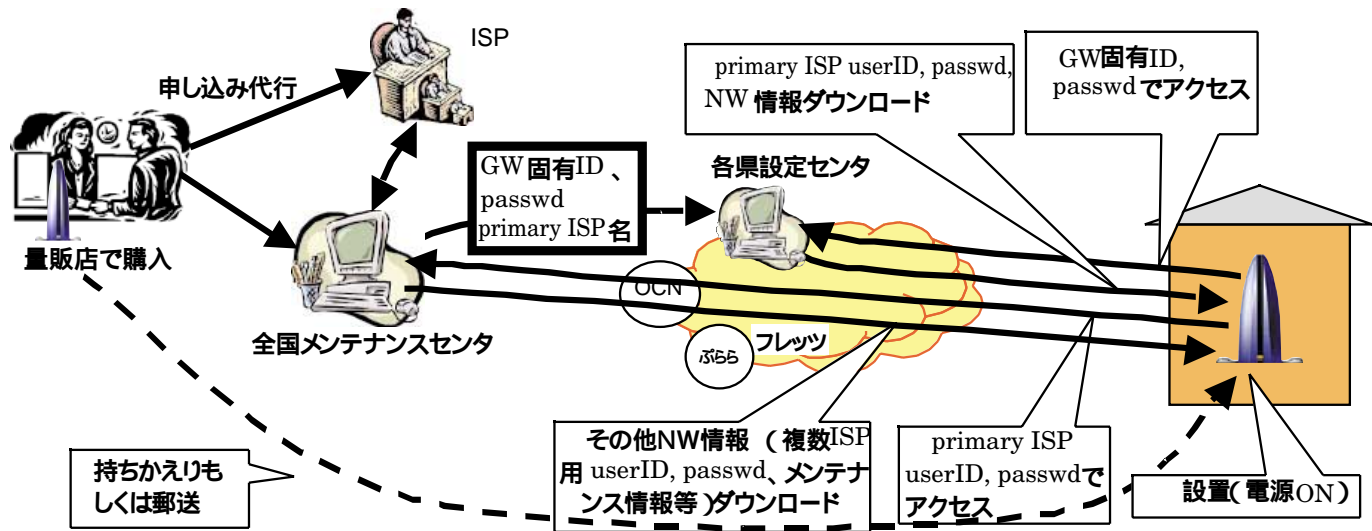 ISP
申し込み代行
primary ISP userID, passwd,
NW 情報ダウンロード
GW固有ID,
passwdでアクセス
GW固有ID、
passwd
primary ISP名
各県設定センタ
量販店で購入
全国メンテナンスセンタ
OCN
ぷらら
フレッツ
持ちかえりも
しくは郵送
その他NW情報（複数ISP
用 userID, passwd、メンテナ
ンス情報等）ダウンロード
primary ISP
userID, passwdで
アクセス
設置（電源ON）